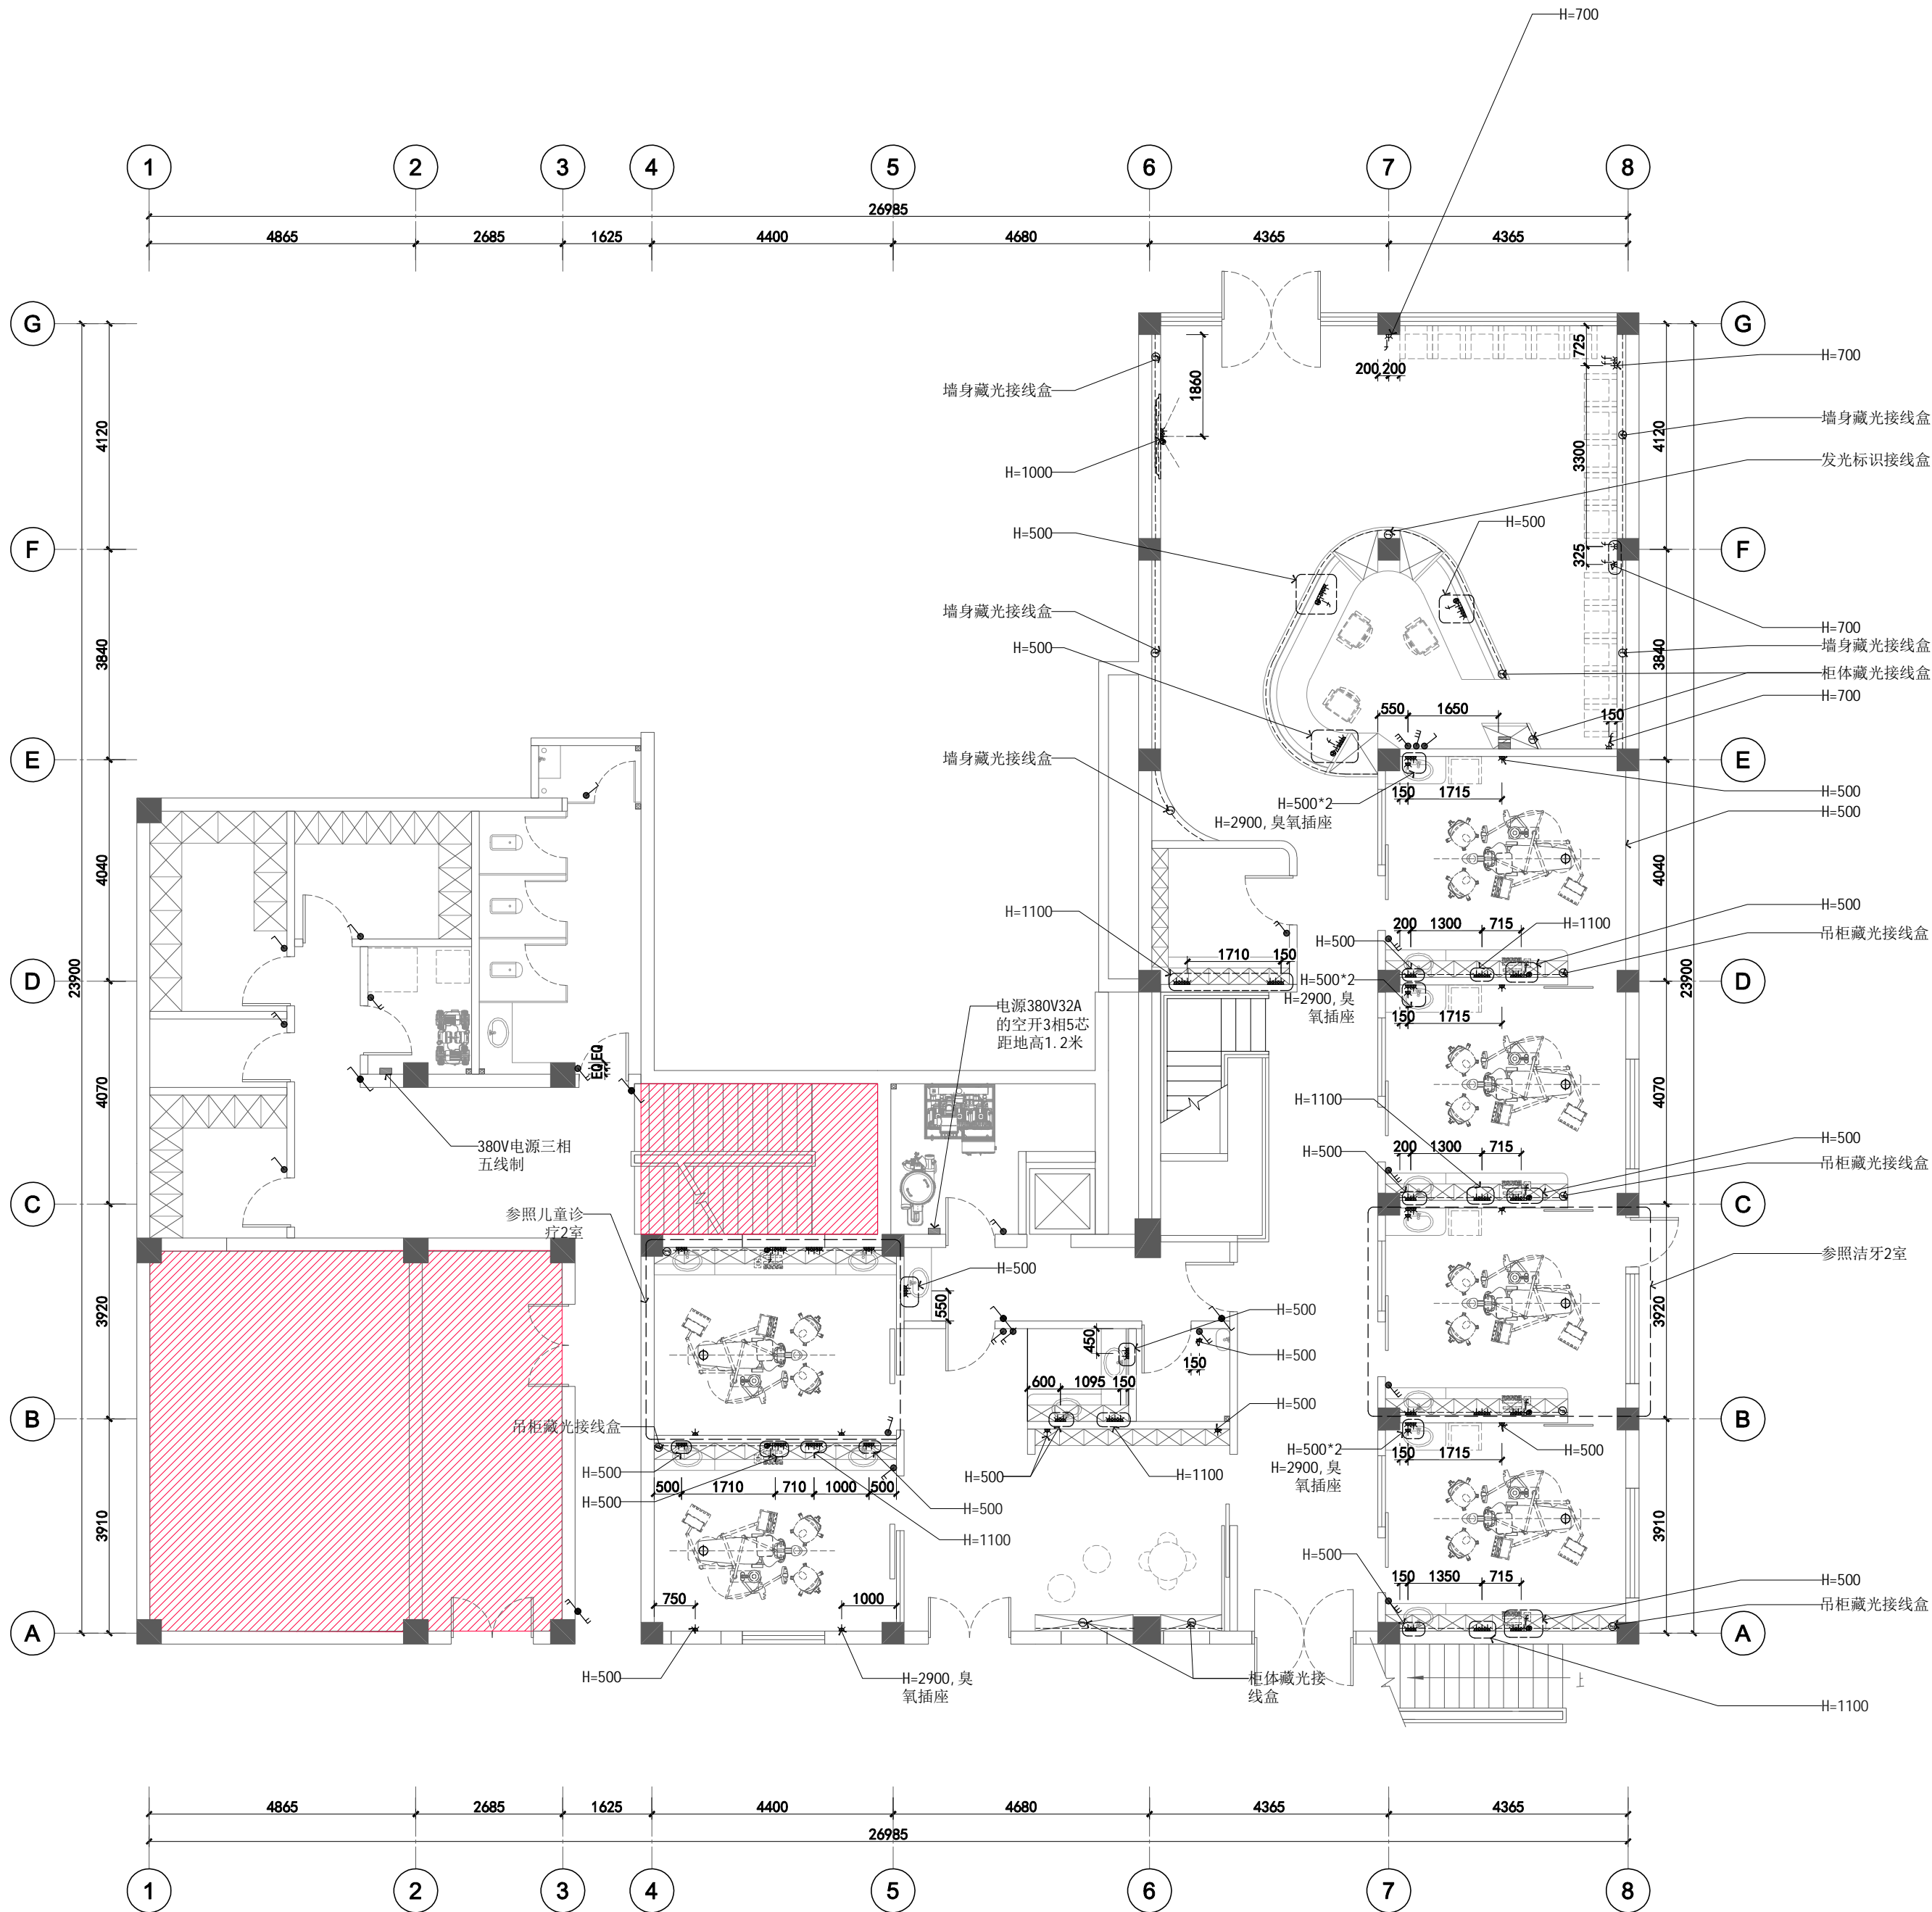 H=700
1
2
3
4
5
6
7
8
26985
4865
2685
1625
4400
4680
4365
4365
G
G
725
H=700
200
200
墙身藏光接线盒
1860
墙身藏光接线盒
4120
4120
3300
发光标识接线盒
H=1000
H=500
H=500
F
F
325
墙身藏光接线盒
H=700
H=500
墙身藏光接线盒
3840
3840
柜体藏光接线盒
H=700
550
1650
150
墙身藏光接线盒
E
E
150
1715
H=500
H=500*2
H=2900,臭氧插座
H=500
4040
4040
H=500
H=1100
200
1300
715
H=1100
吊柜藏光接线盒
H=500
1710
150
23900
23900
D
D
H=500*2
H=2900,臭
氧插座
电源380V32A
的空开3相5芯
距地高1.2米
150
1715
EQ
EQ
4070
4070
H=1100
380V电源三相
五线制
H=500
200
1300
715
H=500
吊柜藏光接线盒
C
C
参照儿童诊
疗2室
参照洁牙2室
H=500
550
H=500
3920
3920
450
H=500
150
600
1095
150
H=500
B
B
吊柜藏光接线盒
H=500*2
H=2900,臭
氧插座
150
1715
H=500
H=500
H=500
H=1100
500
1710
710
1000
500
H=500
H=500
H=1100
3910
3910
H=500
150
1350
715
H=500
750
1000
吊柜藏光接线盒
A
A
H=500
H=2900,臭
氧插座
柜体藏光接
线盒
上
H=1100
4865
2685
1625
4400
4680
4365
4365
26985
1
2
3
4
5
6
7
8